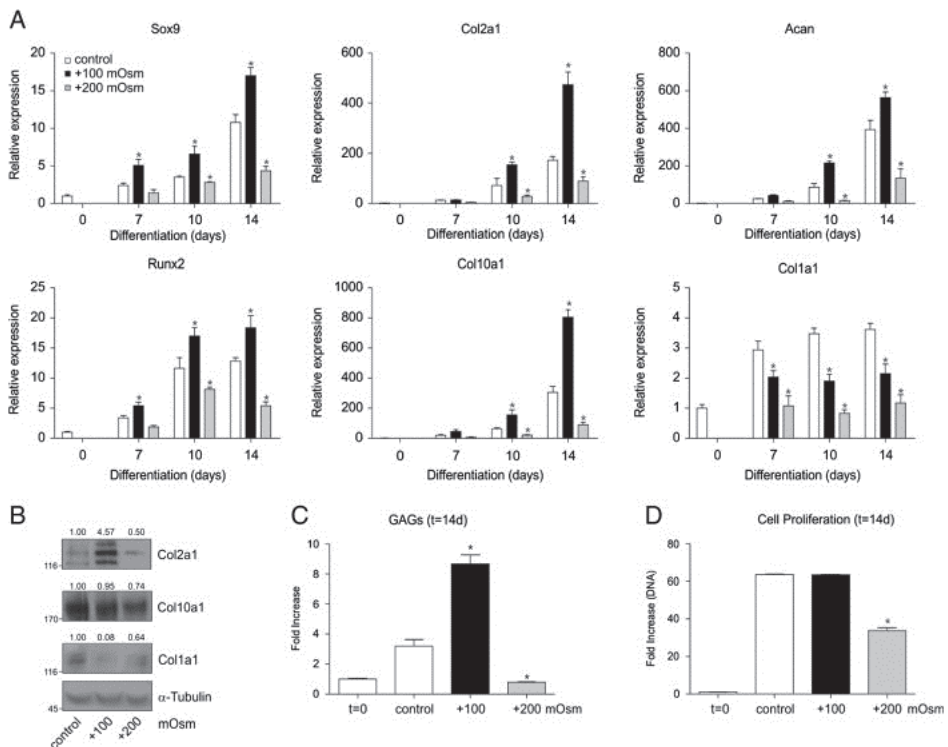 A
Sox9
Relative expression
20
15
10
5
0
control
+100 mOsm
+200 mOsm
* * * * *
0 7 10 14
Differentiation (days)
Col2a1
Relative expression
600
400
200
0
* * * *
0 7 10 14
Differentiation (days)
Acan
Relative expression
800
600
400
200
0
* * * *
0 7 10 14
Differentiation (days)
Runx2
Relative expression
25
20
15
10
5
0
* * * * *
0 7 10 14
Differentiation (days)
Col10a1
Relative expression
1000
800
600
400
200
0
* * * *
0 7 10 14
Differentiation (days)
Col1a1
Relative expression
5
4
3
2
1
0
* * * * * *
0 7 10 14
Differentiation (days)
B
1.00 4.57 0.50
116
Col2a1
1.00 0.95 0.74
170
Col10a1
1.00 0.08 0.64
116
Col1a1
45
α-Tubulin
control +100 +200 mOsm
C
GAGs (t=14d)
Fold Increase
10
8
6
4
2
0
* *
t=0 control +100 +200 mOsm
D
Cell Proliferation (t=14d)
Fold Increase (DNA)
80
60
40
20
0
*
t=0 control +100 +200 mOsm